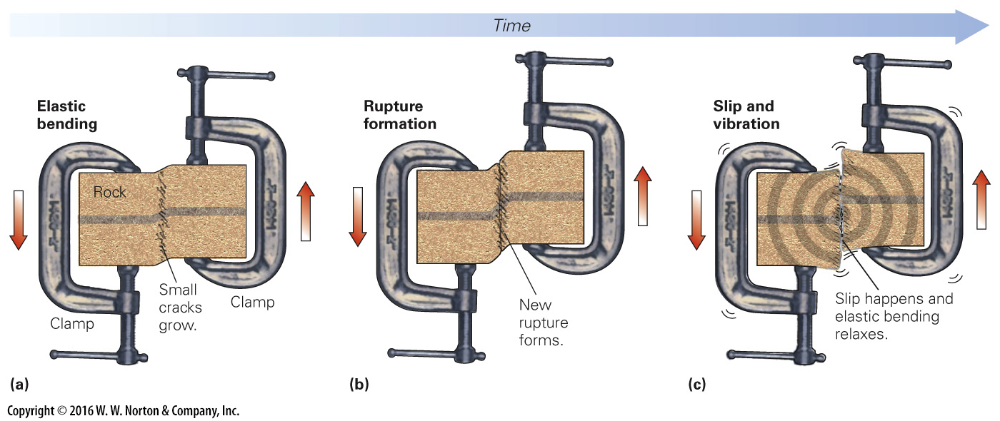 Time
Elastic
bending
Rock
Small
cracks
grow.
Clamp
Clamp
(a)
Rupture
formation
New
rupture
forms.
(b)
Slip and
vibration
Slip happens and
elastic bending
relaxes.
(c)
Copyright © 2016 W. W. Norton & Company, Inc.